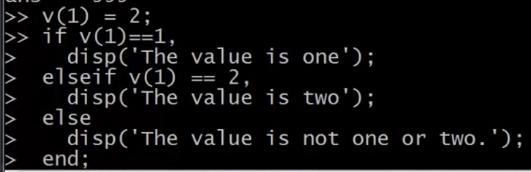 >> v(1) = 2;
>> if v(1)==1,
>     disp('The value is one');
>   elseif v(1) == 2,
>     disp('The value is two');
>   else
>     disp('The value is not one or two.');
>   end;